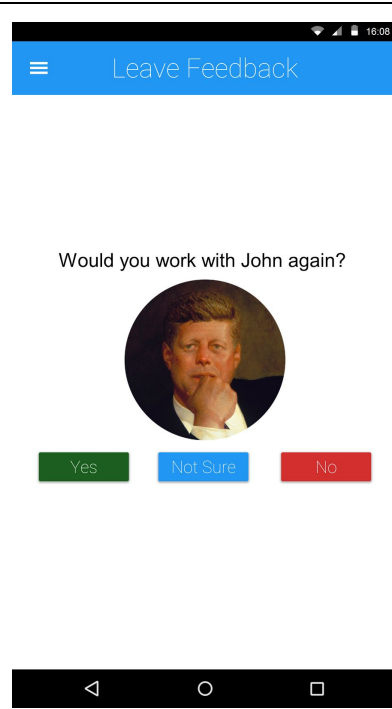 16:08
Leave Feedback
Would you work with John again?
Yes
Not Sure
No